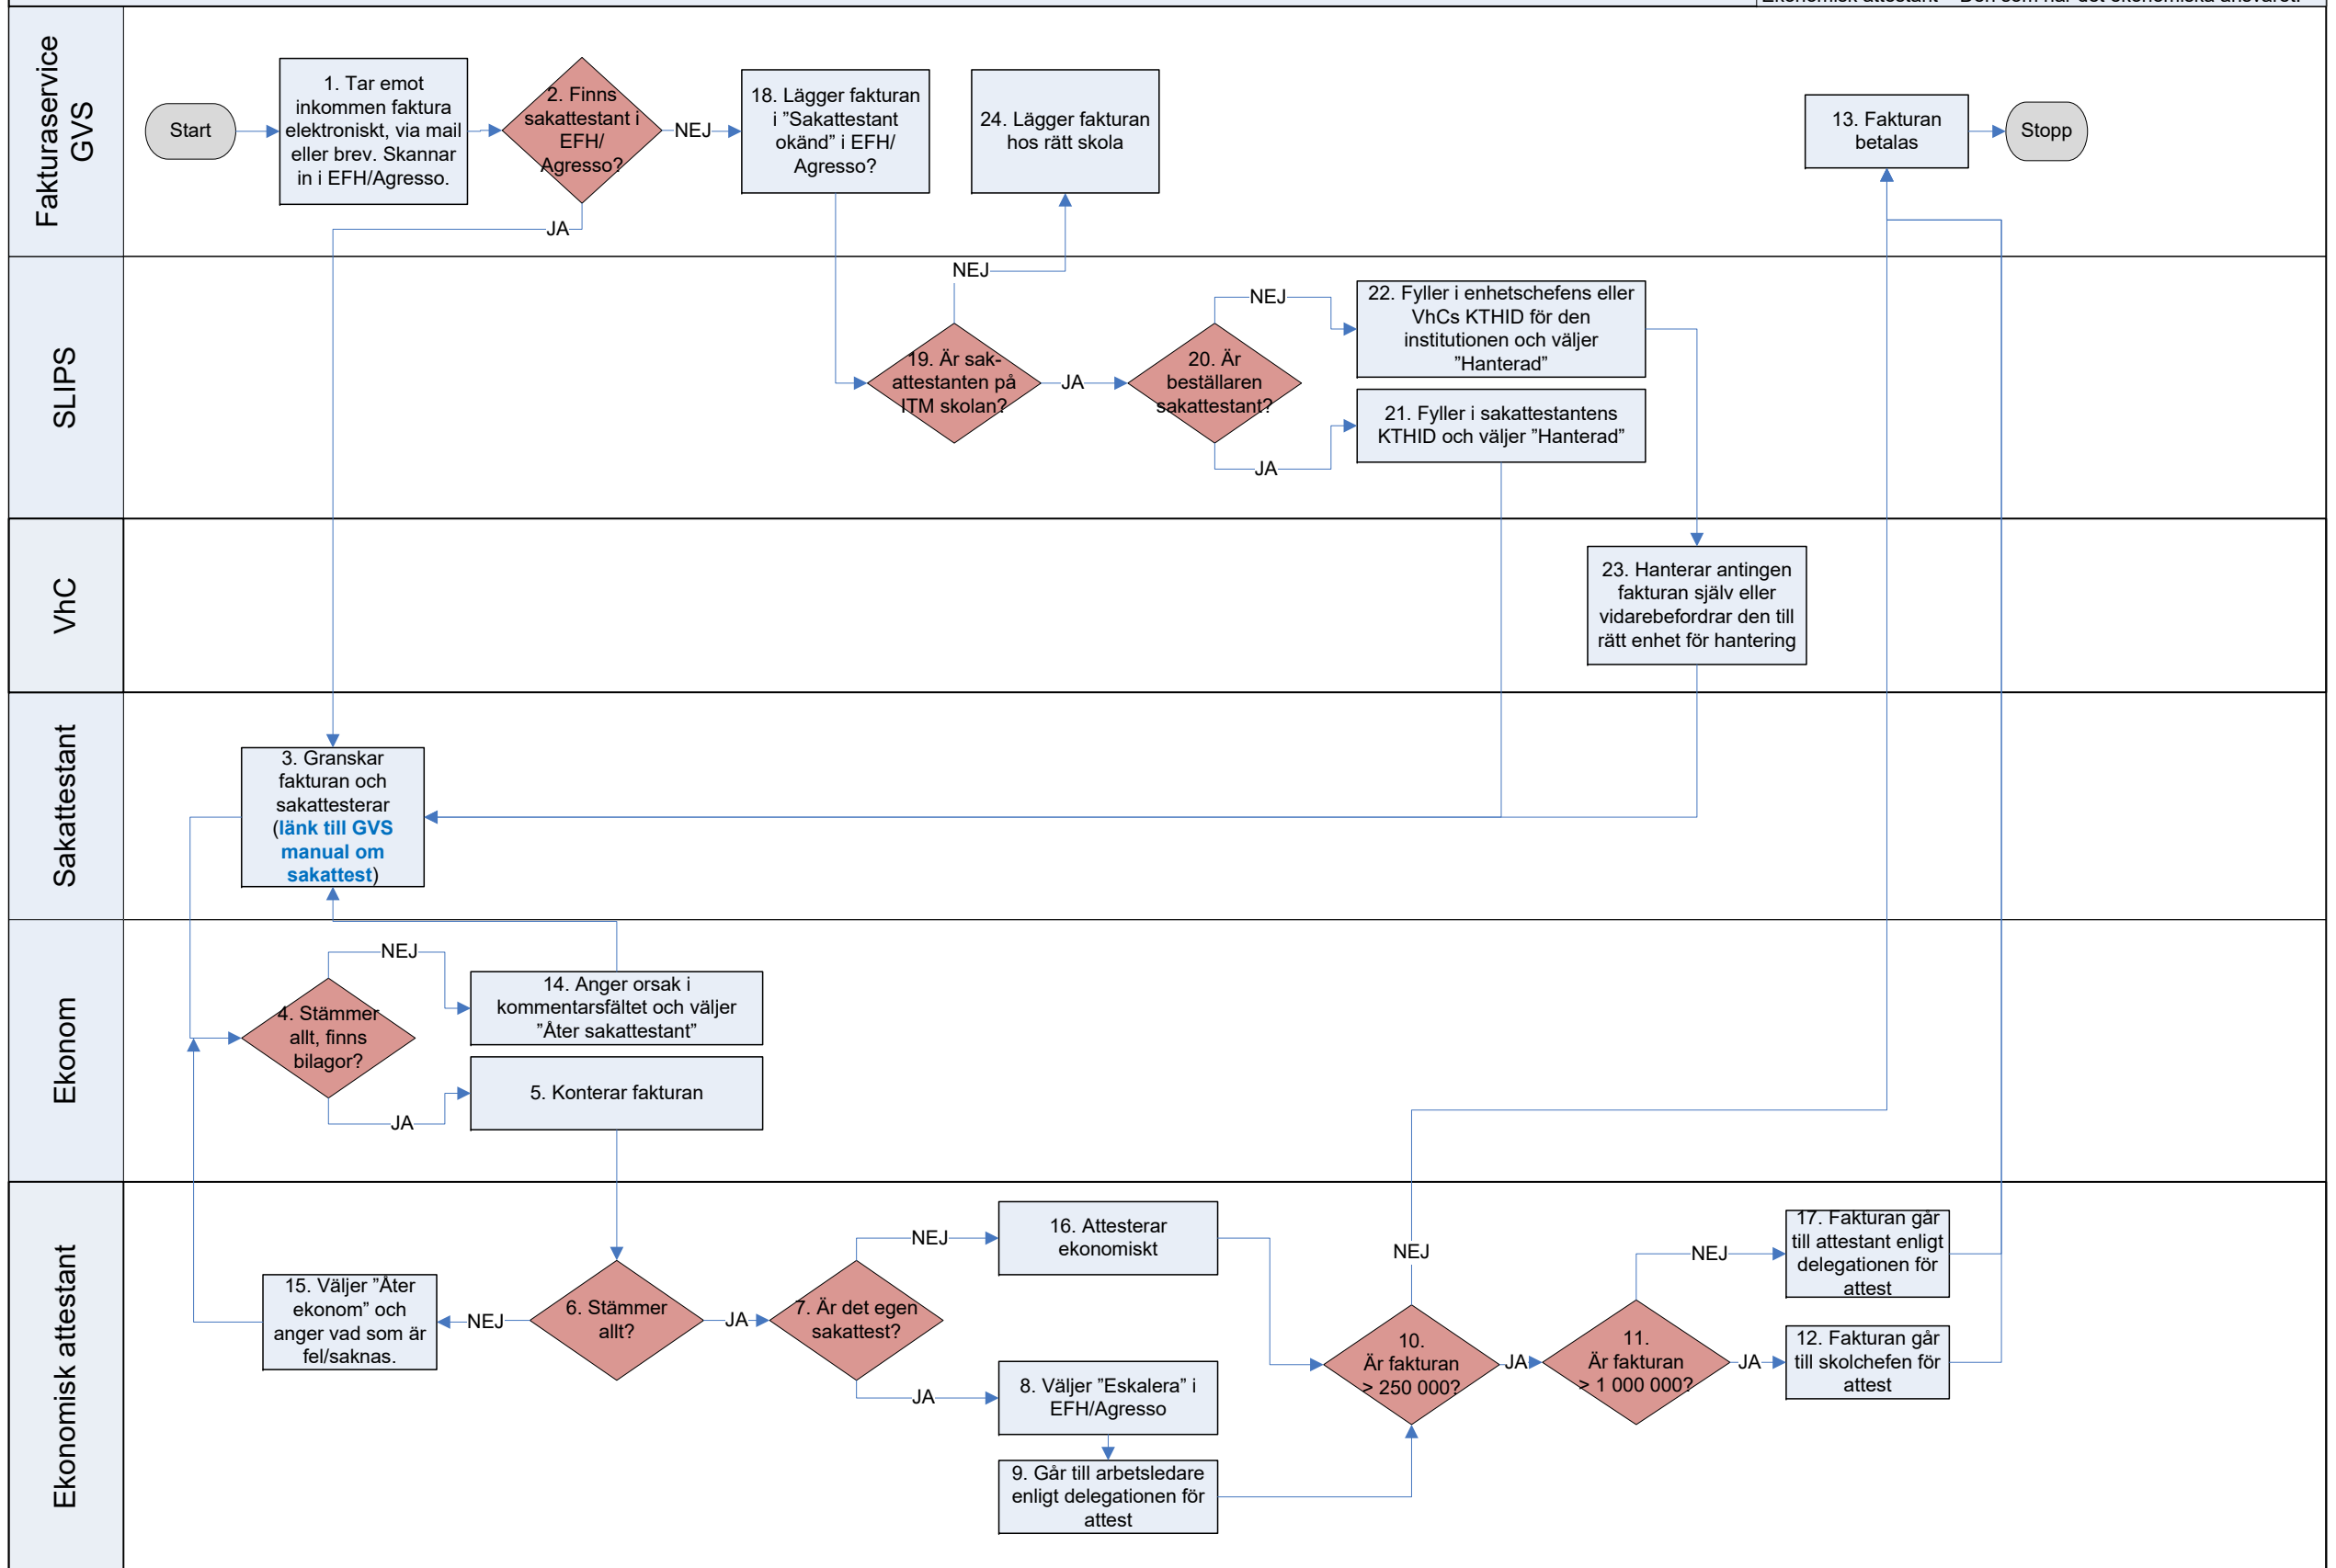 Ekonomisk attestant – Den som har det ekonomiska ansvaret.
Fakturaservice
GVS
Start
1. Tar emot
inkommen faktura
elektroniskt, via mail
eller brev. Skannar
in i EFH/Agresso.
2. Finns
sakattestant i
EFH/
Agresso?
NEJ
JA
18. Lägger fakturan
i ”Sakattestant
okänd” i EFH/
Agresso?
24. Lägger fakturan
hos rätt skola
13. Fakturan
betalas
Stopp
SLIPS
NEJ
19. Är sak-
attestanten på
ITM skolan?
JA
20. Är
beställaren
sakattestant?
NEJ
JA
22. Fyller i enhetschefens eller
VhCs KTHID för den
institutionen och väljer
”Hanterad”
21. Fyller i sakattestantens
KTHID och väljer ”Hanterad”
VhC
23. Hanterar antingen
fakturan själv eller
vidarebefordrar den till
rätt enhet för hantering
Sakattestant
3. Granskar
fakturan och
sakattesterar
(länk till GVS
manual om
sakattest)
Ekonom
4. Stämmer
allt, finns
bilagor?
NEJ
JA
14. Anger orsak i
kommentarsfältet och väljer
”Åter sakattestant”
5. Konterar fakturan
Ekonomisk attestant
15. Väljer ”Åter
ekonom” och
anger vad som är
fel/saknas.
NEJ
6. Stämmer
allt?
JA
7. Är det egen
sakattest?
NEJ
JA
16. Attesterar
ekonomiskt
8. Väljer ”Eskalera” i
EFH/Agresso
9. Går till arbetsledare
enligt delegationen för
attest
NEJ
10.
Är fakturan
> 250 000?
JA
11.
Är fakturan
> 1 000 000?
NEJ
JA
17. Fakturan går
till attestant enligt
delegationen för
attest
12. Fakturan går
till skolchefen för
attest